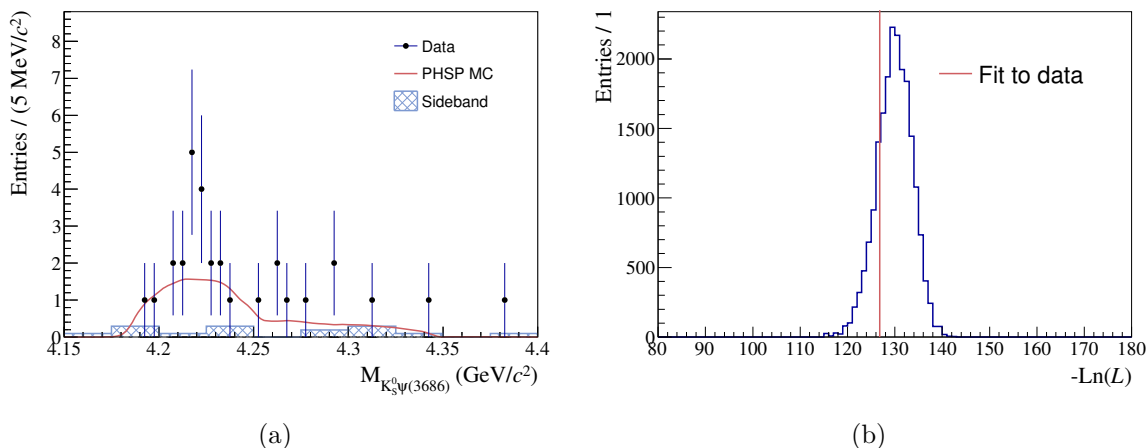 Entries / (5 MeV/c²)
8
7
6
5
4
3
2
1
0
Data
PHSP MC
Sideband
4.15 4.2 4.25 4.3 4.35 4.4
M_{K_S^0ψ(3686)} (GeV/c²)
(a)
Entries / 1
2000
1500
1000
500
0
Fit to data
80 90 100 110 120 130 140 150 160 170 180
-Ln(L)
(b)